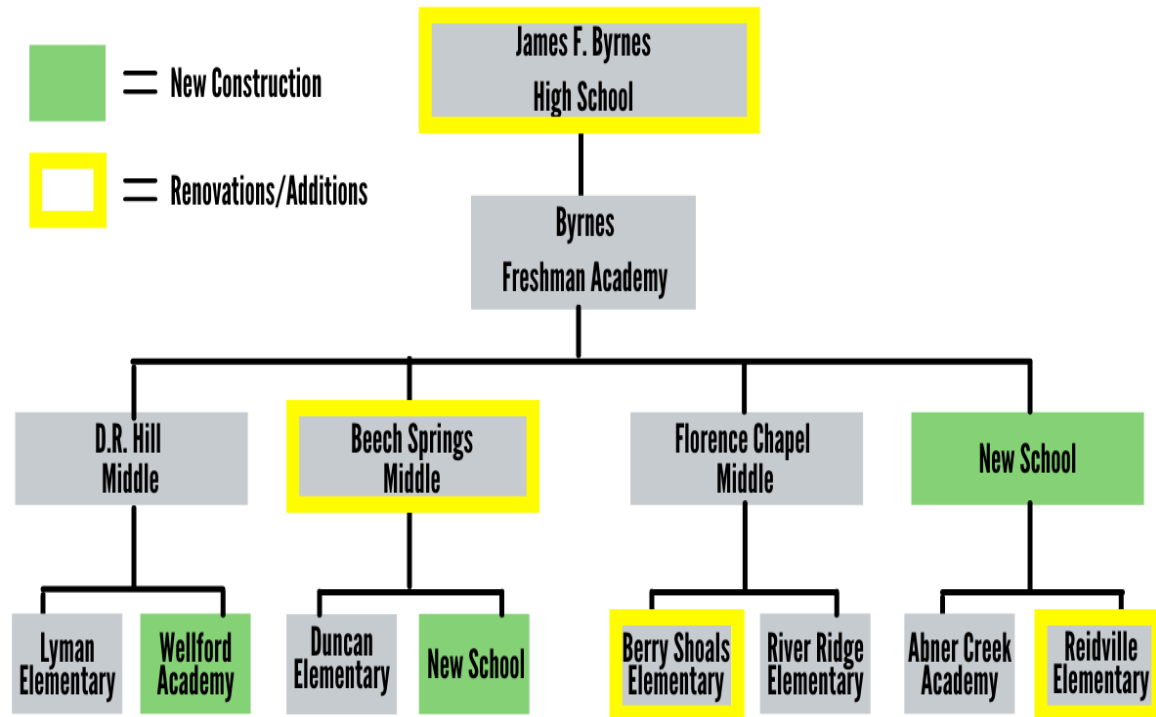 James F. Byrnes
High School
= New Construction
= Renovations/Additions
Byrnes
Freshman Academy
D.R. Hill
Middle
Beech Springs
Middle
Florence Chapel
Middle
New School
Lyman
Elementary
Wellford
Academy
Duncan
Elementary
New School
Berry Shoals
Elementary
River Ridge
Elementary
Abner Creek
Academy
Reidville
Elementary